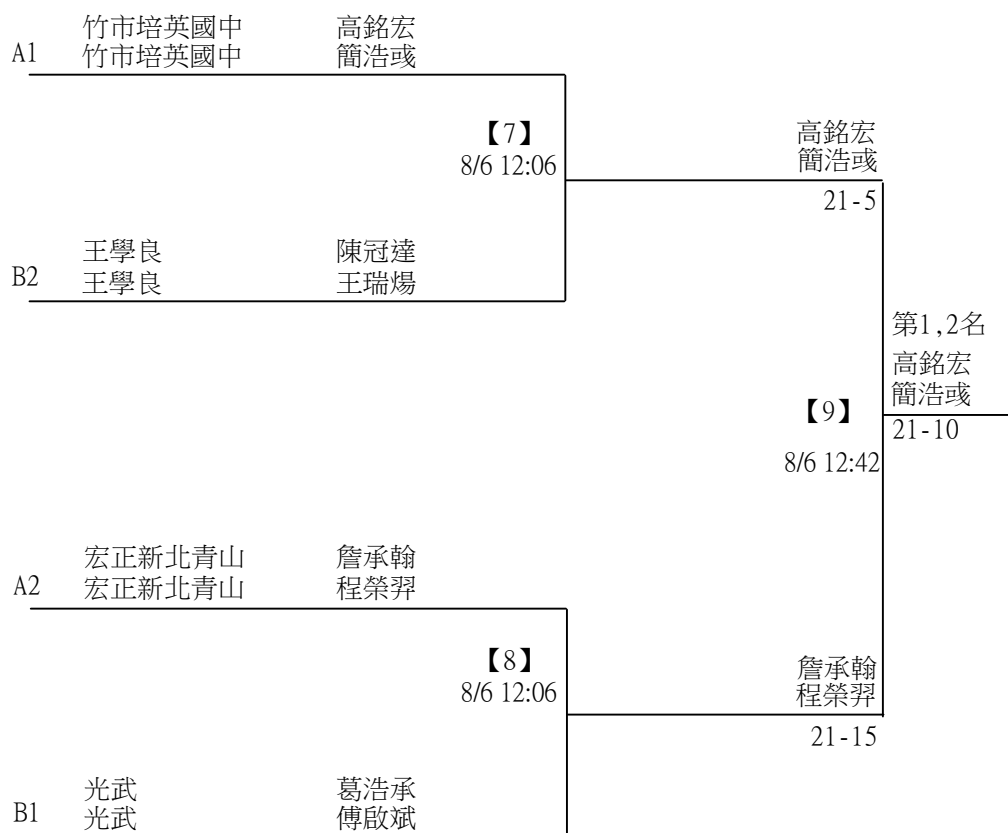 A1 竹市培英國中 高銘宏
竹市培英國中 簡浩彧
【7】
8/6 12:06
高銘宏
簡浩彧
21-5
B2 王學良 陳冠達
王學良 王瑞煬
第1,2名
高銘宏
簡浩彧
【9】
21-10
8/6 12:42
A2 宏正新北青山 詹承翰
宏正新北青山 程榮羿
【8】
8/6 12:06
詹承翰
程榮羿
21-15
B1 光武 葛浩承
光武 傅啟斌